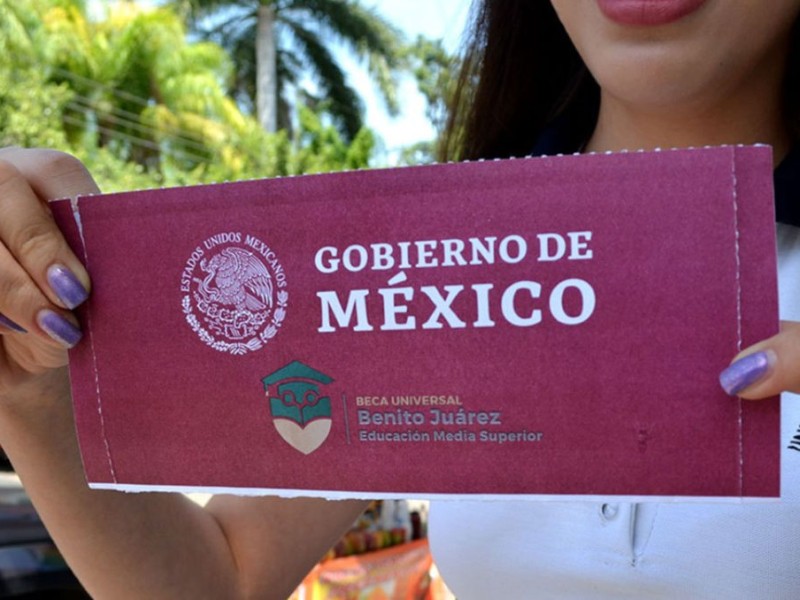 ESTADOS UNIDOS MEXICANOS
GOBIERNO DE
MÉXICO
BECA UNIVERSAL
Benito Juárez
Educación Media Superior